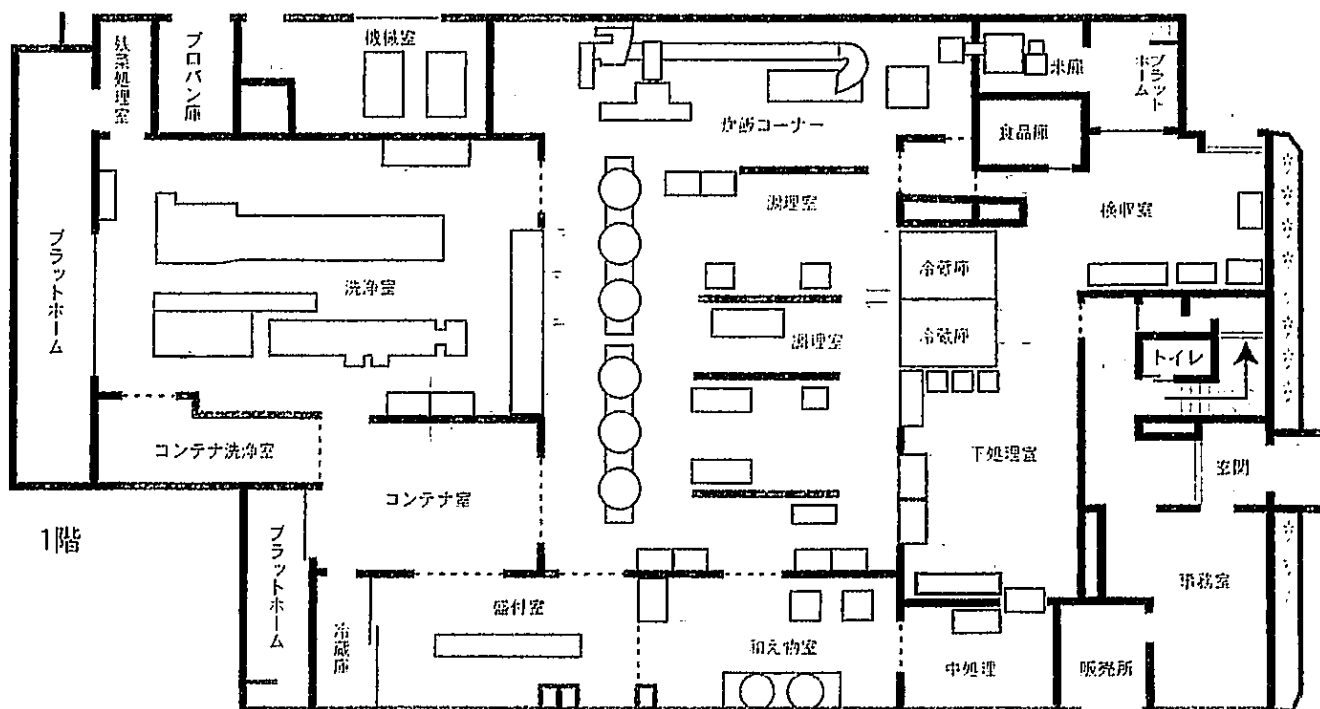 残菜処理室
プロパン庫
機械室
米庫
プラットホーム
炊飯コーナー
食品庫
調理室
検収室
プラットホーム
洗浄室
冷蔵庫
冷蔵庫
調理室
トイレ
コンテナ洗浄室
下処理室
玄関
コンテナ室
1階
プラットホーム
事務室
盛付室
冷蔵庫
和え物室
中処理
販売所